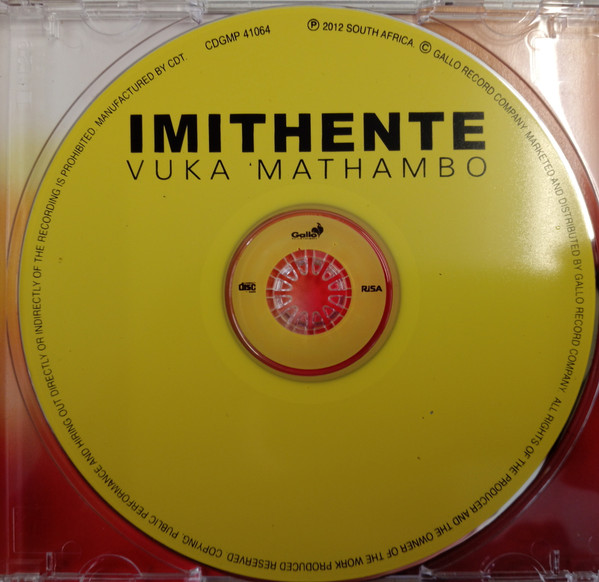 CDGMP 41064
℗ 2012 SOUTH AFRICA. © GALLO RECORD COMPANY. MARKETED AND DISTRIBUTED BY GALLO RECORD COMPANY. ALL RIGHTS OF THE PRODUCER AND THE OWNER OF THE WORK PRODUCED RESERVED. COPYING, PUBLIC PERFORMANCE AND HIRING OUT DIRECTLY OR INDIRECTLY OF THE RECORDING IS PROHIBITED. MANUFACTURED BY CDT.
IMITHENTE
VUKA 'MATHAMBO
Gallo
disc
RiSA